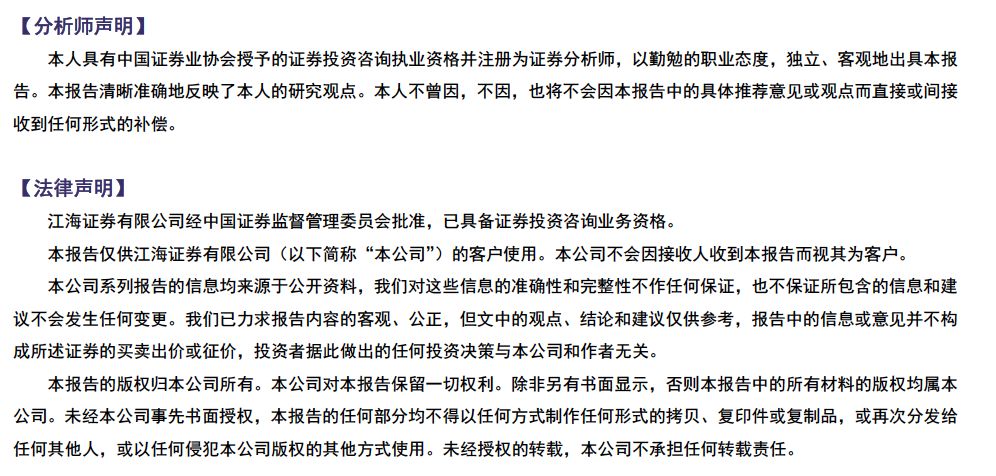 【分析师声明】
本人具有中国证券业协会授予的证券投资咨询执业资格并注册为证券分析师，以勤勉的职业态度，独立、客观地出具本报
告。本报告清晰准确地反映了本人的研究观点。本人不曾因，不因，也将不会因本报告中的具体推荐意见或观点而直接或间接
收到任何形式的补偿。
【法律声明】
江海证券有限公司经中国证券监督管理委员会批准，已具备证券投资咨询业务资格。
本报告仅供江海证券有限公司（以下简称“本公司”）的客户使用。本公司不会因接收人收到本报告而视其为客户。
本公司系列报告的信息均来源于公开资料，我们对这些信息的准确性和完整性不作任何保证，也不保证所包含的信息和建
议不会发生任何变更。我们已力求报告内容的客观、公正，但文中的观点、结论和建议仅供参考，报告中的信息或意见并不构
成所述证券的买卖出价或征价，投资者据此做出的任何投资决策与本公司和作者无关。
本报告的版权归本公司所有。本公司对本报告保留一切权利。除非另有书面显示，否则本报告中的所有材料的版权均属本
公司。未经本公司事先书面授权，本报告的任何部分均不得以任何方式制作任何形式的拷贝、复印件或复制品，或再次分发给
任何其他人，或以任何侵犯本公司版权的其他方式使用。未经授权的转载，本公司不承担任何转载责任。